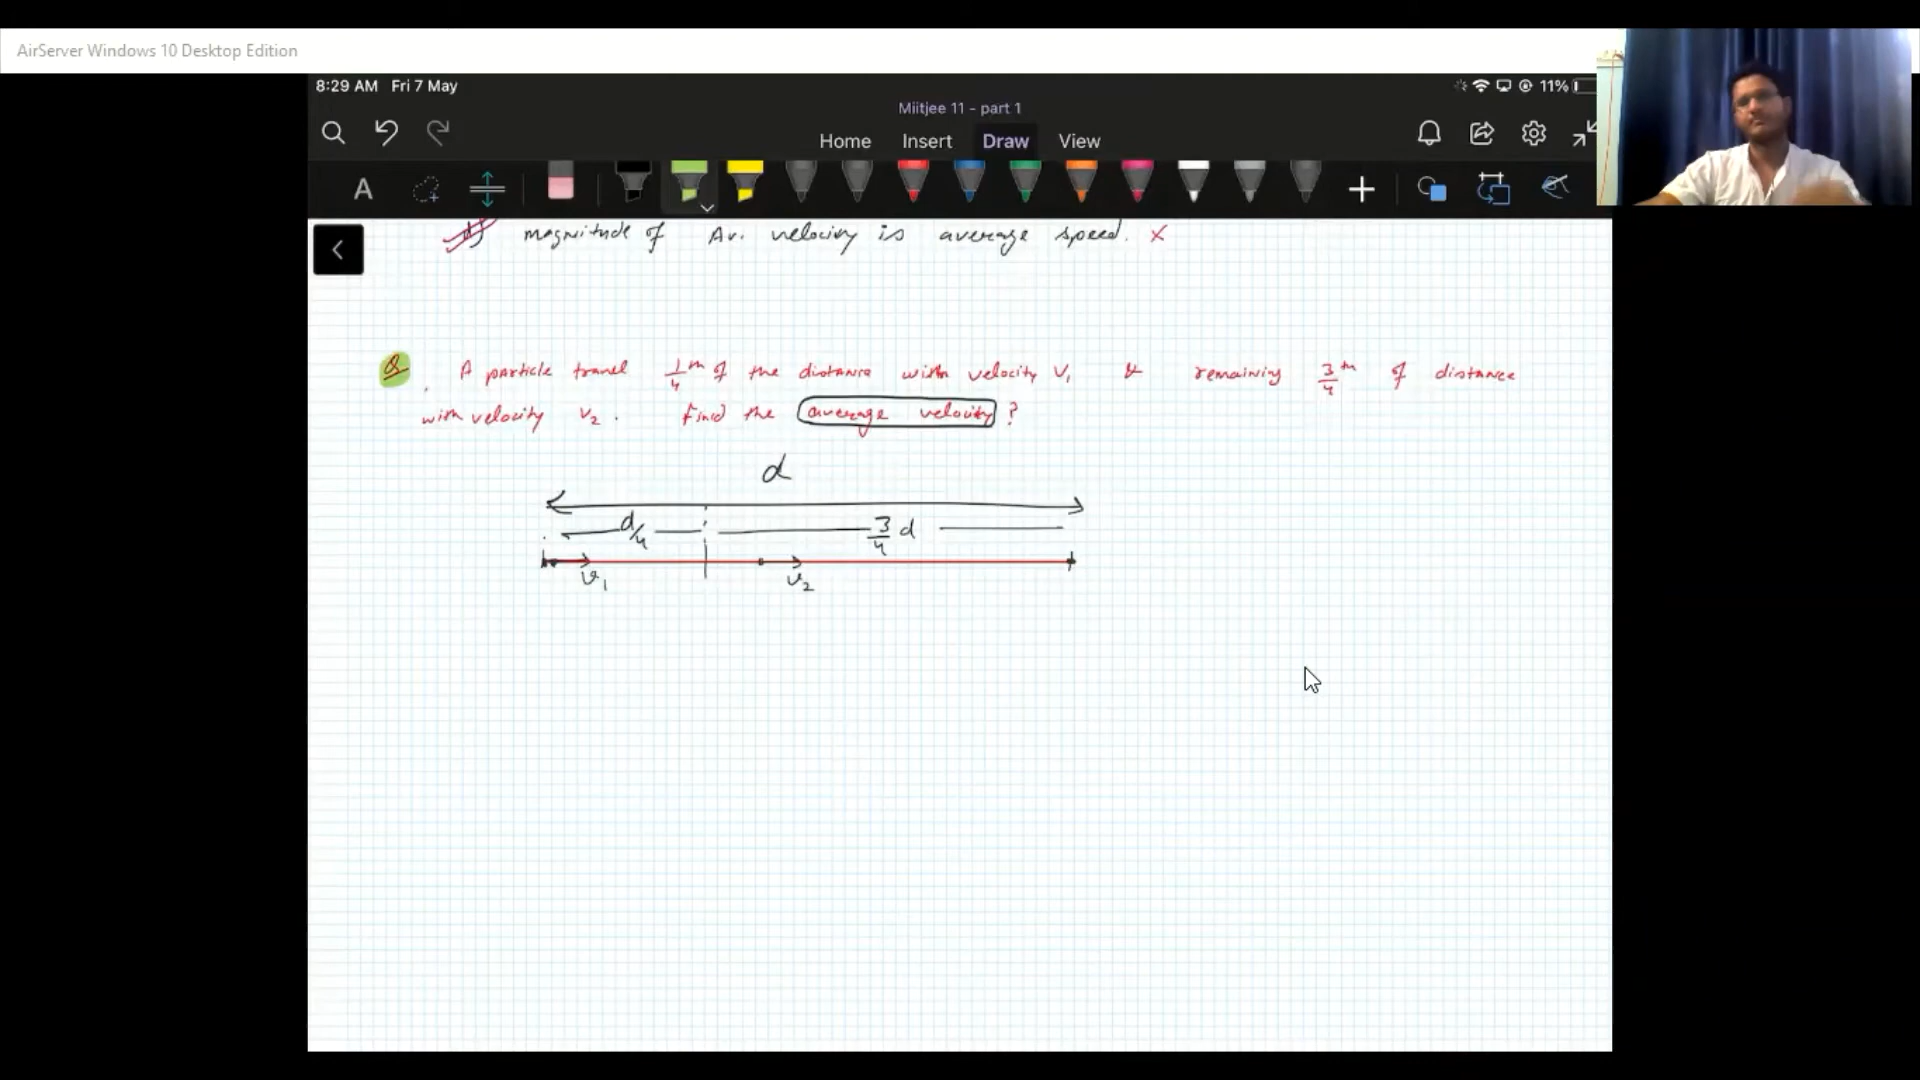 AirServer Windows 10 Desktop Edition
8:29 AM Fri 7 May
11%
Miitjee 11 - part 1
Home Insert Draw View
A
d) magnitude of Av. velocity is average speed. x
Q. A particle travel 1/4th of the distance with velocity V1 & remaining 3/4th of distance
with velocity v2. Find the average velocity?
d
d/4 3/4 d
v1 v2